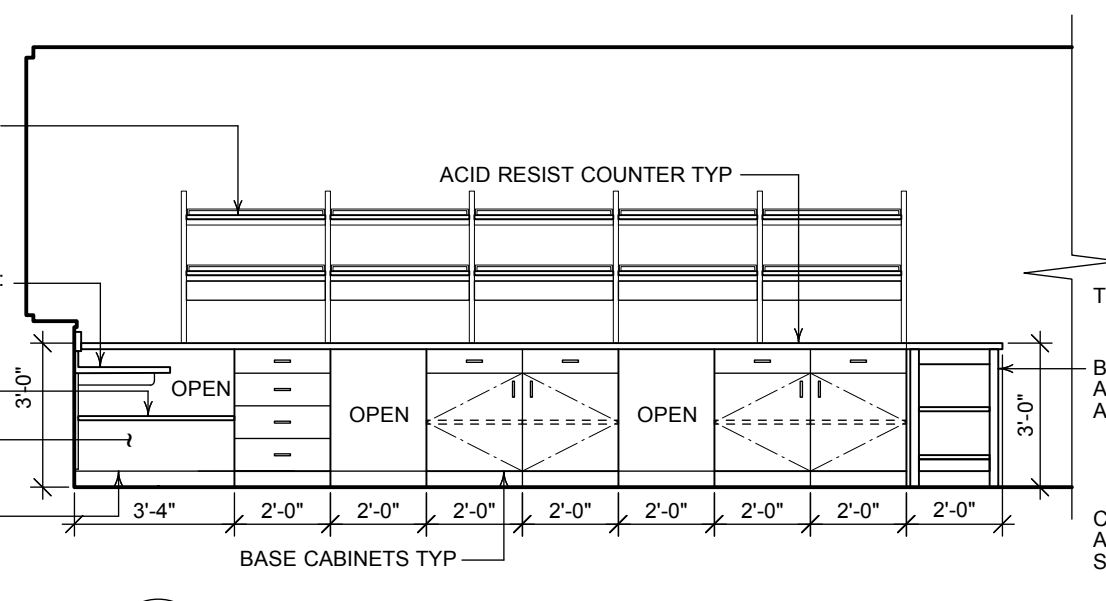 ACID RESIST COUNTER TYP
T
3'-0"
OPEN
OPEN
OPEN
B
A
A
3'-0"
3'-4"
2'-0"
2'-0"
2'-0"
2'-0"
2'-0"
2'-0"
2'-0"
2'-0"
C
A
S
BASE CABINETS TYP